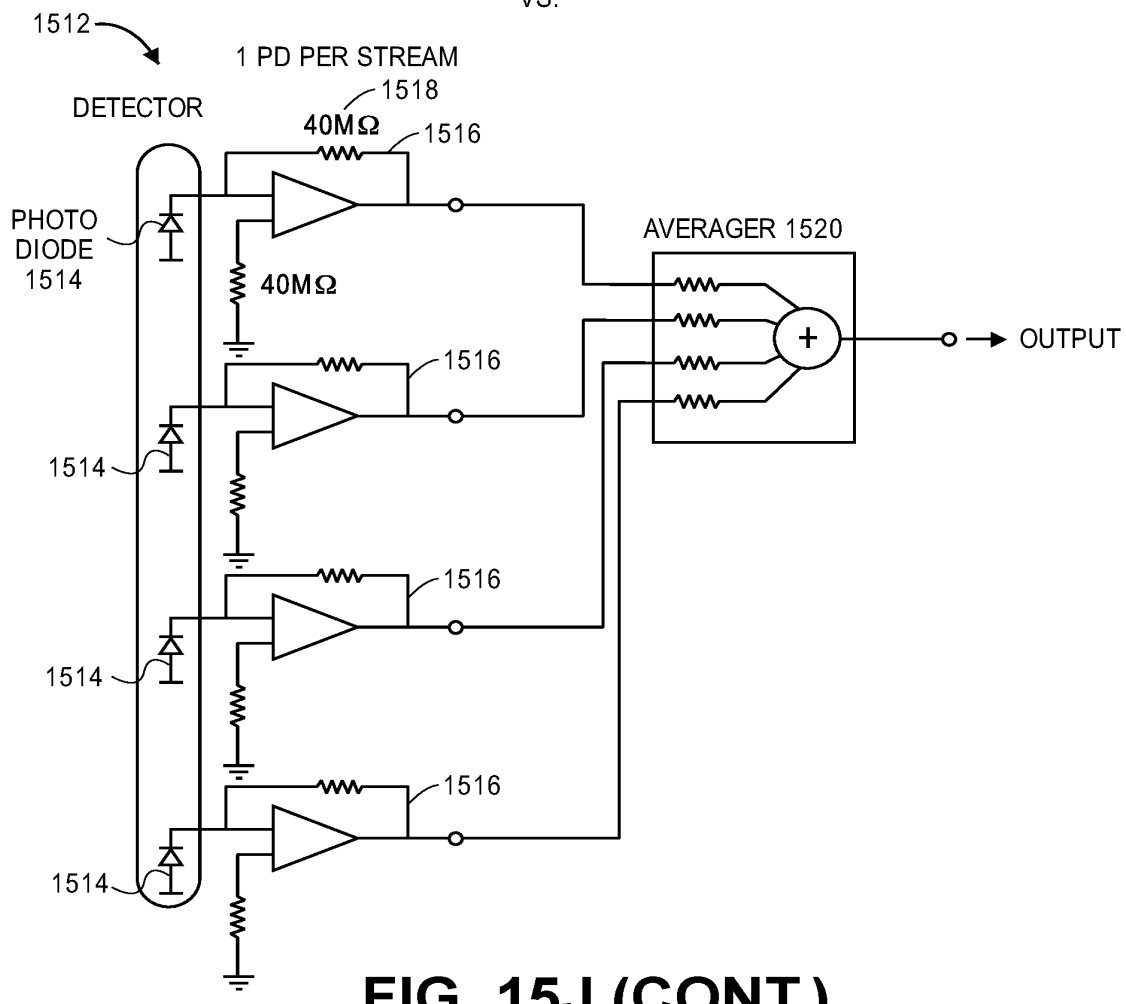 VS.
1512
1 PD PER STREAM
DETECTOR
1518
40MΩ
1516
PHOTO
DIODE
1514
40MΩ
AVERAGER 1520
+
OUTPUT
1516
1514
1516
1514
1516
1514
FIG. 15J (CONT.)